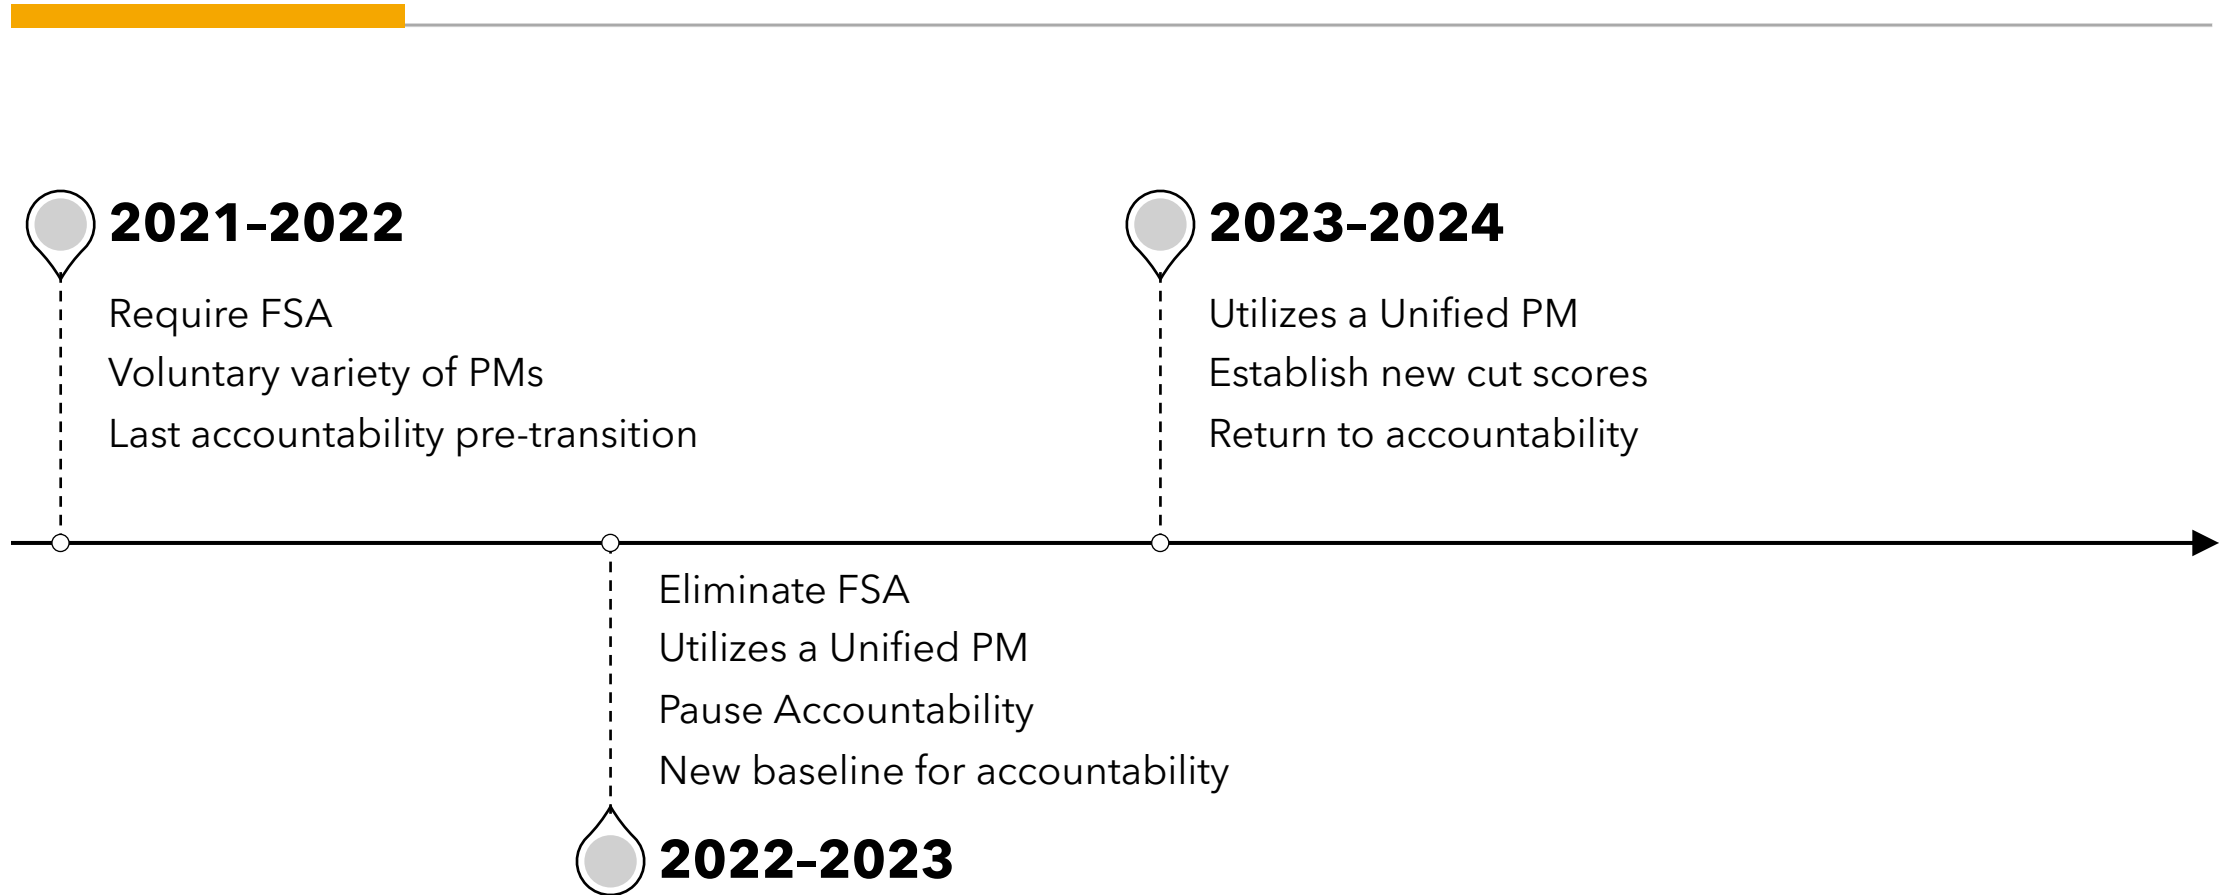 2021–2022
Require FSA
Voluntary variety of PMs
Last accountability pre-transition
2023–2024
Utilizes a Unified PM
Establish new cut scores
Return to accountability
Eliminate FSA
Utilizes a Unified PM
Pause Accountability
New baseline for accountability
2022–2023